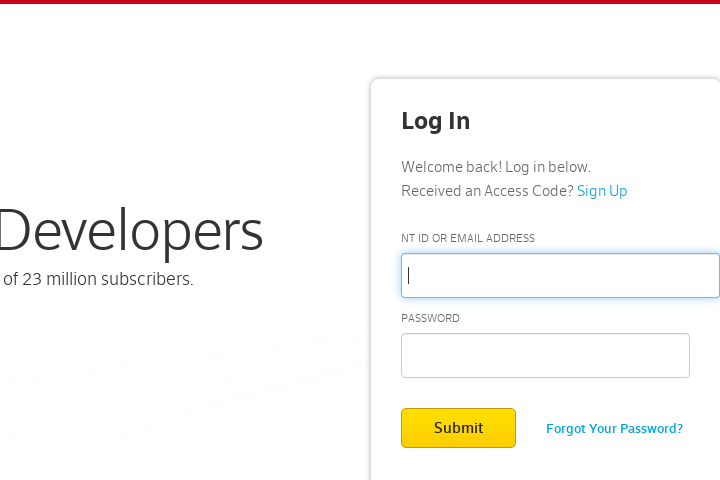 Developers
of 23 million subscribers.
Log In
Welcome back! Log in below.
Received an Access Code? Sign Up
NT ID OR EMAIL ADDRESS
PASSWORD
Submit
Forgot Your Password?